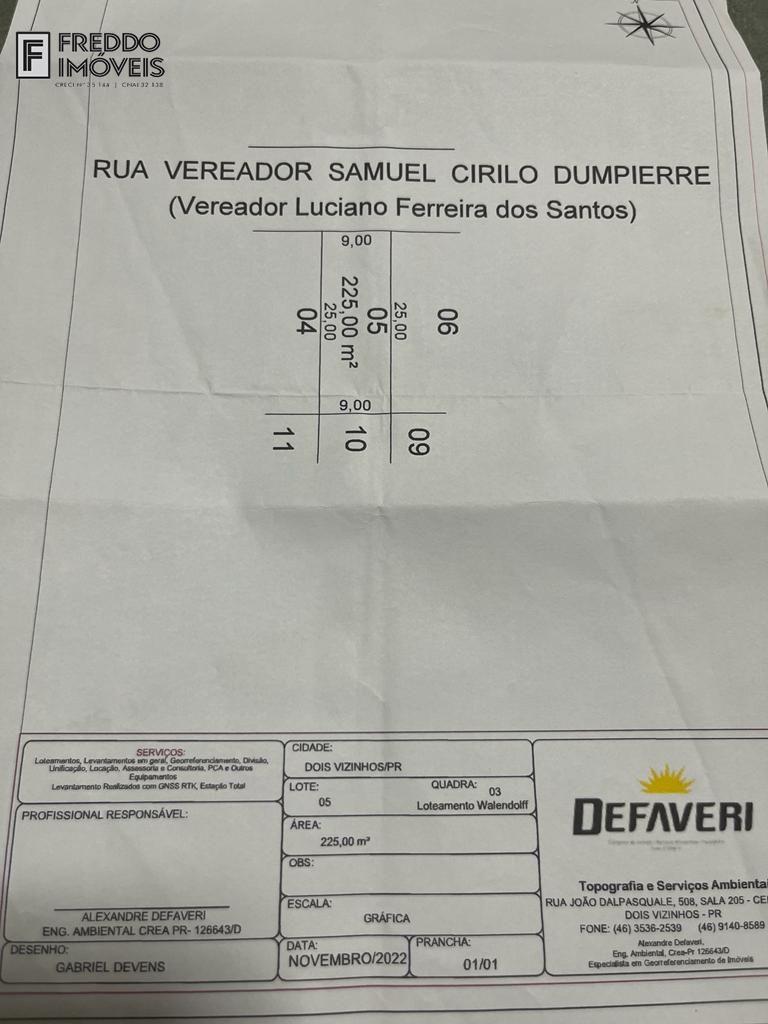 FREDDO
IMÓVEIS
N
RUA VEREADOR SAMUEL CIRILO DUMPIERRE
(Vereador Luciano Ferreira dos Santos)
9,00
04
25,00
225,00 m²
05
25,00
06
9,00
11
10
09
SERVIÇOS:
Loteamentos, Levantamentos em geral, Georreferenciamento, Divisão,
Unificação, Locação, Assessoria e Consultoria, PCA e Outros
Equipamentos
Levantamento Realizados com GNSS RTK, Estação Total
PROFISSIONAL RESPONSÁVEL:
ALEXANDRE DEFAVERI
ENG. AMBIENTAL CREA PR- 126643/D
DESENHO:
GABRIEL DEVENS
CIDADE:
DOIS VIZINHOS/PR
LOTE:
05
QUADRA:
03
Loteamento Walendolff
ÁREA:
225,00 m²
OBS:
ESCALA:
GRÁFICA
DATA:
NOVEMBRO/2022
PRANCHA:
01/01
DEFAVERI
Topografia e Serviços Ambientai
RUA JOÃO DALPASQUALE, 508, SALA 205 - CE
DOIS VIZINHOS - PR
FONE: (46) 3536-2539 (46) 9140-8589
Alexandre Defaveri,
Eng. Ambiental, Crea-Pr 126643/D
Especialista em Georreferenciamento de Imóveis